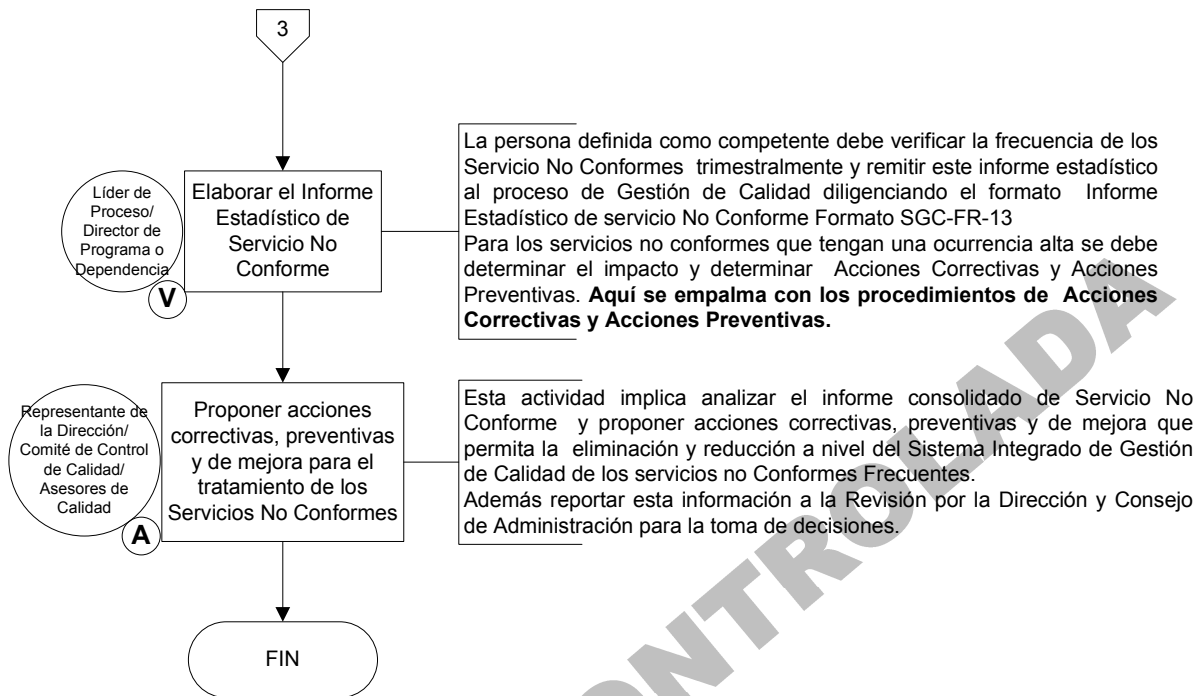 3
Líder de
Proceso/
Director de
Programa o
Dependencia
V
Elaborar el Informe
Estadístico de
Servicio No
Conforme
La persona definida como competente debe verificar la frecuencia de los
Servicio No Conformes trimestralmente y remitir este informe estadístico
al proceso de Gestión de Calidad diligenciando el formato Informe
Estadístico de servicio No Conforme Formato SGC-FR-13
Para los servicios no conformes que tengan una ocurrencia alta se debe
determinar el impacto y determinar Acciones Correctivas y Acciones
Preventivas. Aquí se empalma con los procedimientos de Acciones
Correctivas y Acciones Preventivas.
Representante de
la Dirección/
Comité de Control
de Calidad/
Asesores de
Calidad
A
Proponer acciones
correctivas, preventivas
y de mejora para el
tratamiento de los
Servicios No Conformes
Esta actividad implica analizar el informe consolidado de Servicio No
Conforme y proponer acciones correctivas, preventivas y de mejora que
permita la eliminación y reducción a nivel del Sistema Integrado de Gestión
de Calidad de los servicios no Conformes Frecuentes.
Además reportar esta información a la Revisión por la Dirección y Consejo
de Administración para la toma de decisiones.
FIN
ONTROLADA